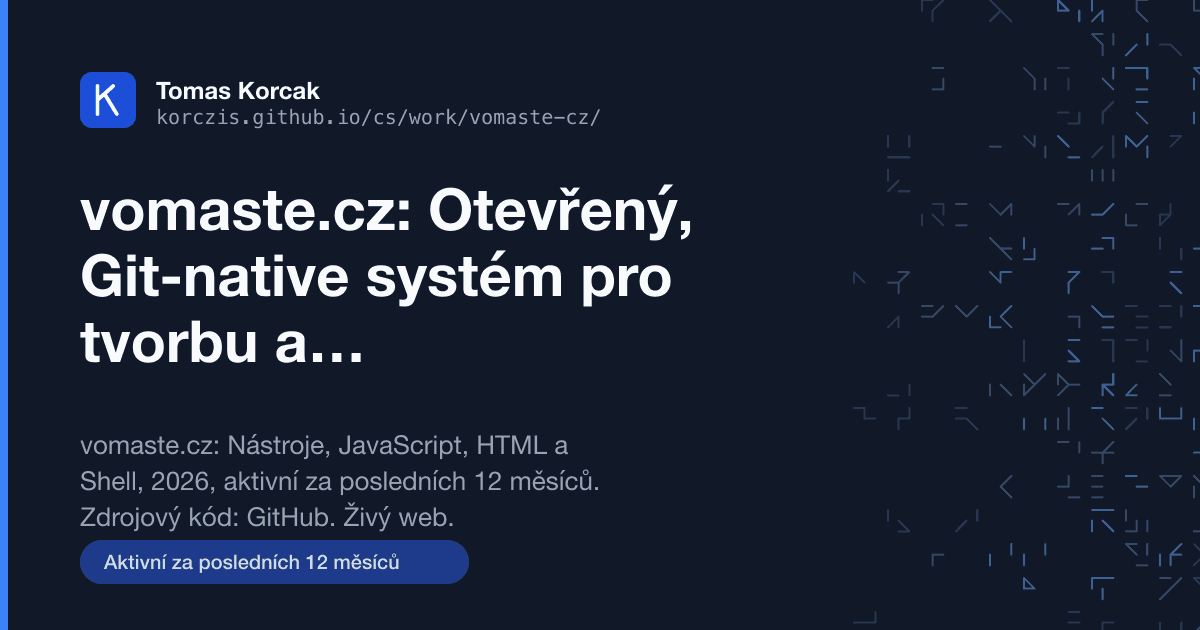 K
Tomas Korcak
korczis.github.io/cs/work/vomaste-cz/
vomaste.cz: Otevřený,
Git-native systém pro
tvorbu a...
vomaste.cz: Nástroje, JavaScript, HTML a
Shell, 2026, aktivní za posledních 12 měsíců.
Zdrojový kód: GitHub. Živý web.
Aktivní za posledních 12 měsíců